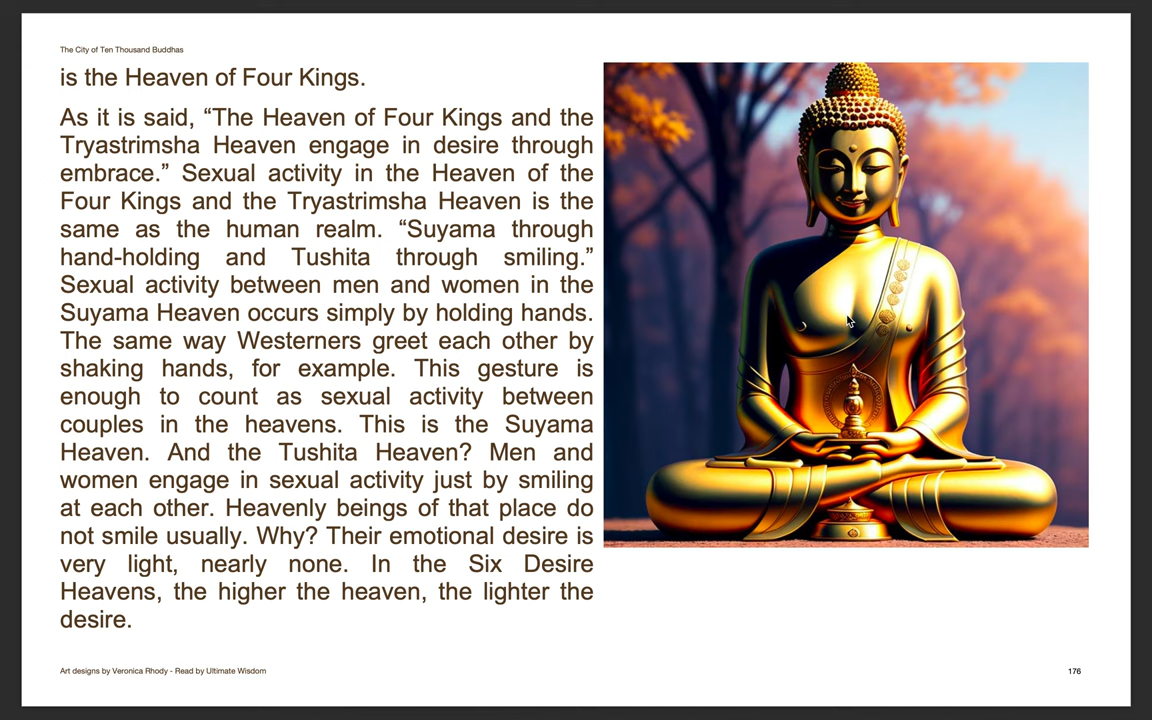 The City of Ten Thousand Buddhas
is the Heaven of Four Kings.
As it is said, “The Heaven of Four Kings and the
Tryastrimsha Heaven engage in desire through
embrace.” Sexual activity in the Heaven of the
Four Kings and the Tryastrimsha Heaven is the
same as the human realm. “Suyama through
hand-holding and Tushita through smiling.”
Sexual activity between men and women in the
Suyama Heaven occurs simply by holding hands.
The same way Westerners greet each other by
shaking hands, for example. This gesture is
enough to count as sexual activity between
couples in the heavens. This is the Suyama
Heaven. And the Tushita Heaven? Men and
women engage in sexual activity just by smiling
at each other. Heavenly beings of that place do
not smile usually. Why? Their emotional desire is
very light, nearly none. In the Six Desire
Heavens, the higher the heaven, the lighter the
desire.
Art designs by Veronica Rhody - Read by Ultimate Wisdom
176